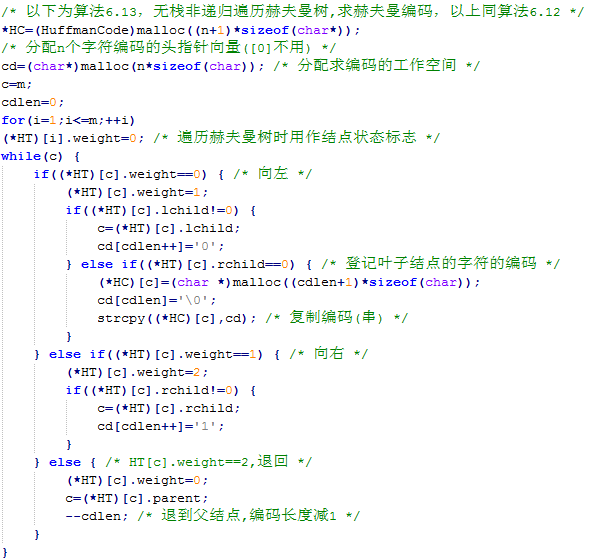 /* 以下为算法6.13，无栈非递归遍历赫夫曼树,求赫夫曼编码，以上同算法6.12 */
*HC=(HuffmanCode)malloc((n+1)*sizeof(char*));
/* 分配n个字符编码的头指针向量([0]不用) */
cd=(char*)malloc(n*sizeof(char)); /* 分配求编码的工作空间 */
c=m;
cdlen=0;
for(i=1;i<=m;++i)
(*HT)[i].weight=0; /* 遍历赫夫曼树时用作结点状态标志 */
while(c) {
    if((*HT)[c].weight==0) { /* 向左 */
        (*HT)[c].weight=1;
        if((*HT)[c].lchild!=0) {
            c=(*HT)[c].lchild;
            cd[cdlen++]='0';
        } else if((*HT)[c].rchild==0) { /* 登记叶子结点的字符的编码 */
            (*HC)[c]=(char *)malloc((cdlen+1)*sizeof(char));
            cd[cdlen]='\0';
            strcpy((*HC)[c],cd); /* 复制编码(串) */
        }
    } else if((*HT)[c].weight==1) { /* 向右 */
        (*HT)[c].weight=2;
        if((*HT)[c].rchild!=0) {
            c=(*HT)[c].rchild;
            cd[cdlen++]='1';
        }
    } else { /* HT[c].weight==2,退回 */
        (*HT)[c].weight=0;
        c=(*HT)[c].parent;
        --cdlen; /* 退到父结点,编码长度减1 */
    }
}